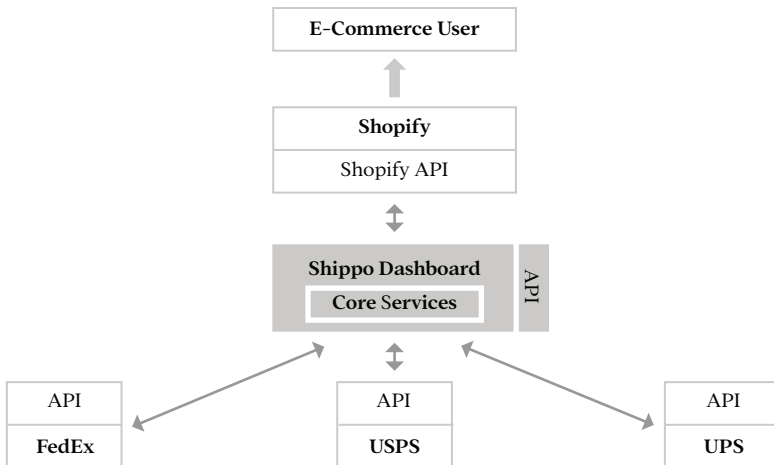 E-Commerce User
Shopify
Shopify API
Shippo Dashboard
Core Services
API
API
FedEx
API
USPS
API
UPS